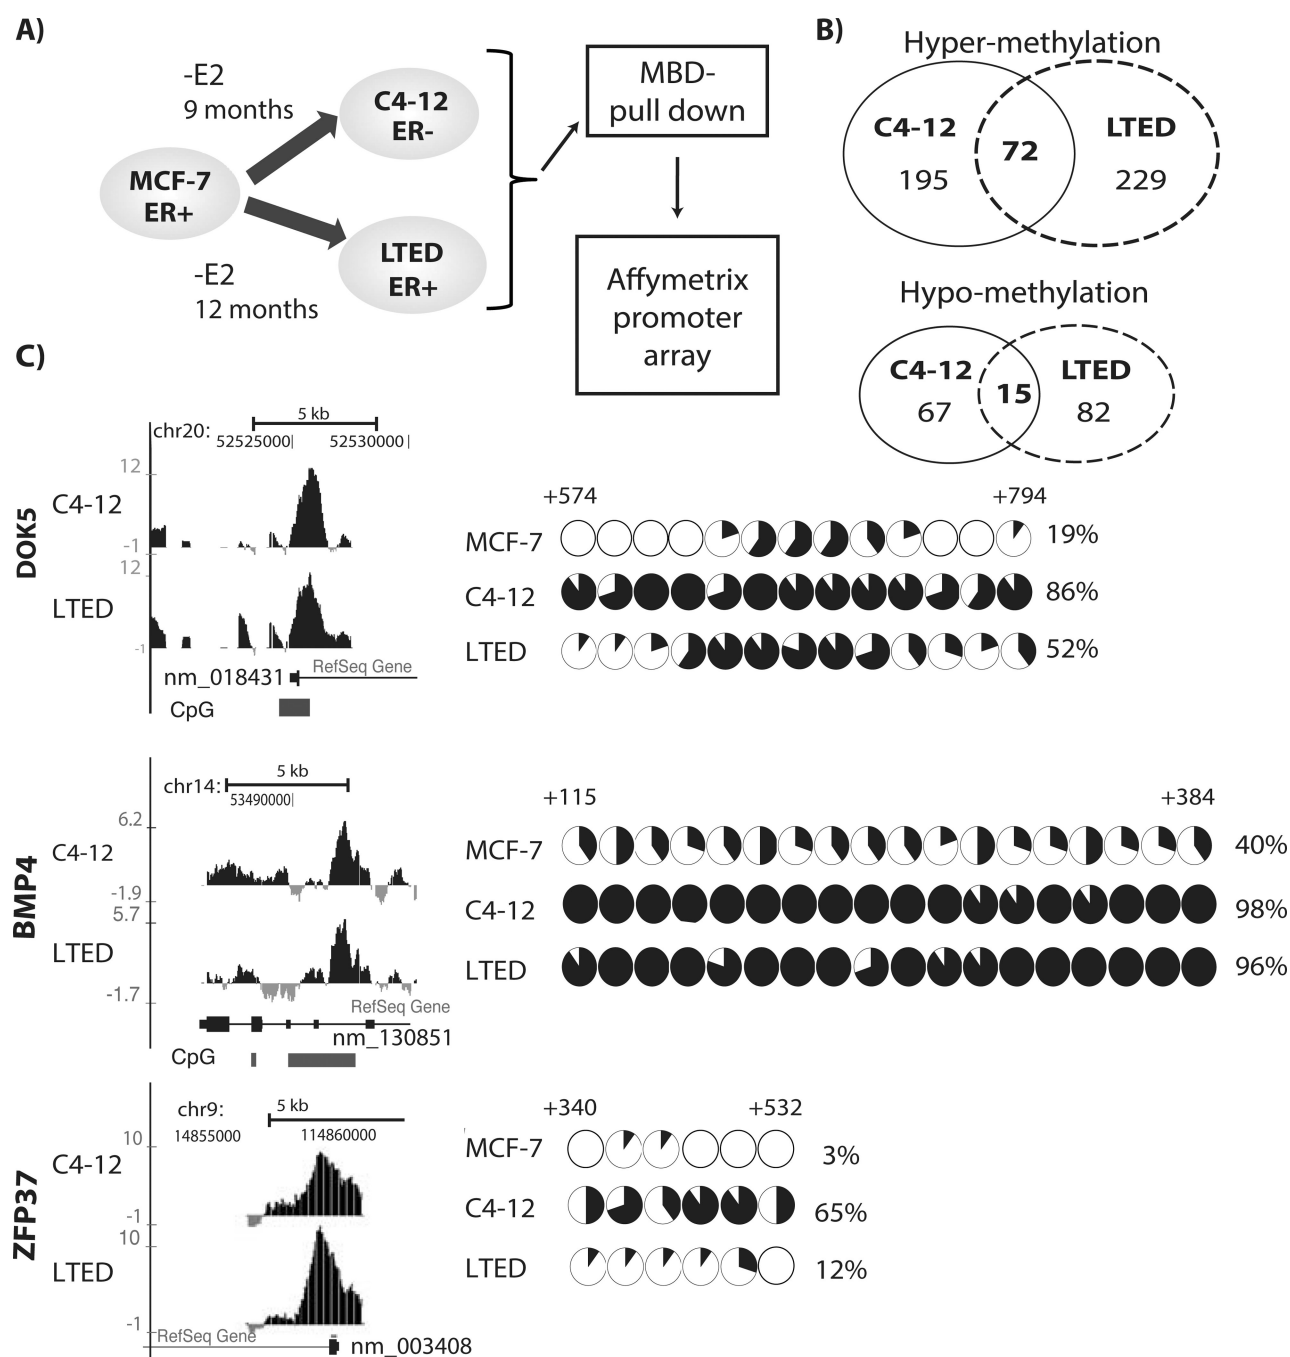 A)
-E2
9 months
C4-12
ER-
MCF-7
ER+
LTED
ER+
-E2
12 months
MBD-
pull down
Affymetrix
promoter
array
B)
Hyper-methylation
C4-12
195
72
LTED
229
Hypo-methylation
C4-12
67
15
LTED
82
C)
DOK5
5 kb
chr20:
52525000|
52530000|
12
C4-12
-1
12
LTED
-1
RefSeq Gene
nm_018431
CpG
+574
+794
MCF-7
19%
C4-12
86%
LTED
52%
BMP4
5 kb
chr14:
53490000|
6.2
C4-12
-1.9
5.7
LTED
-1.7
RefSeq Gene
nm_130851
CpG
+115
+384
MCF-7
40%
C4-12
98%
LTED
96%
ZFP37
chr9:
5 kb
14855000
114860000
10
C4-12
-1
10
LTED
-1
RefSeq Gene
nm_003408
+340
+532
MCF-7
3%
C4-12
65%
LTED
12%